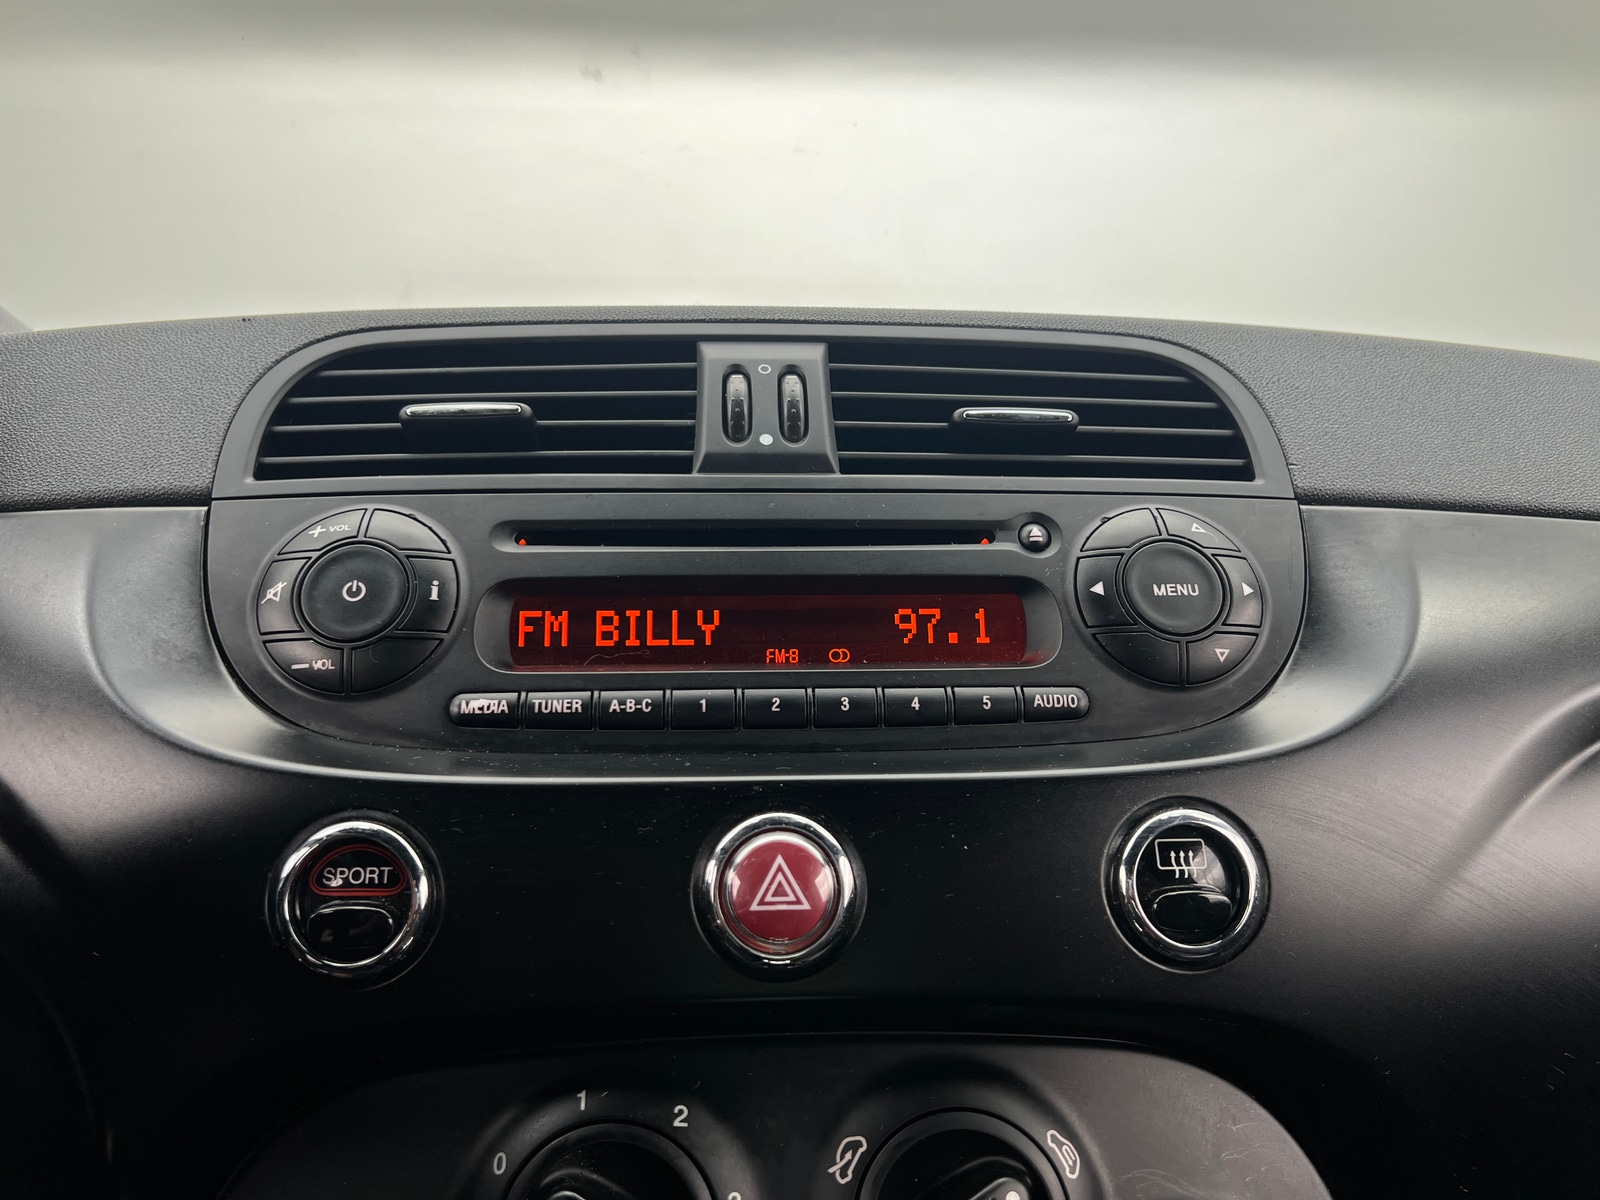 + VOL
i
- VOL
MENU
FM BILLY 97.1
FM-B
MEDIA TUNER A-B-C 1 2 3 4 5 AUDIO
SPORT
0 1 2